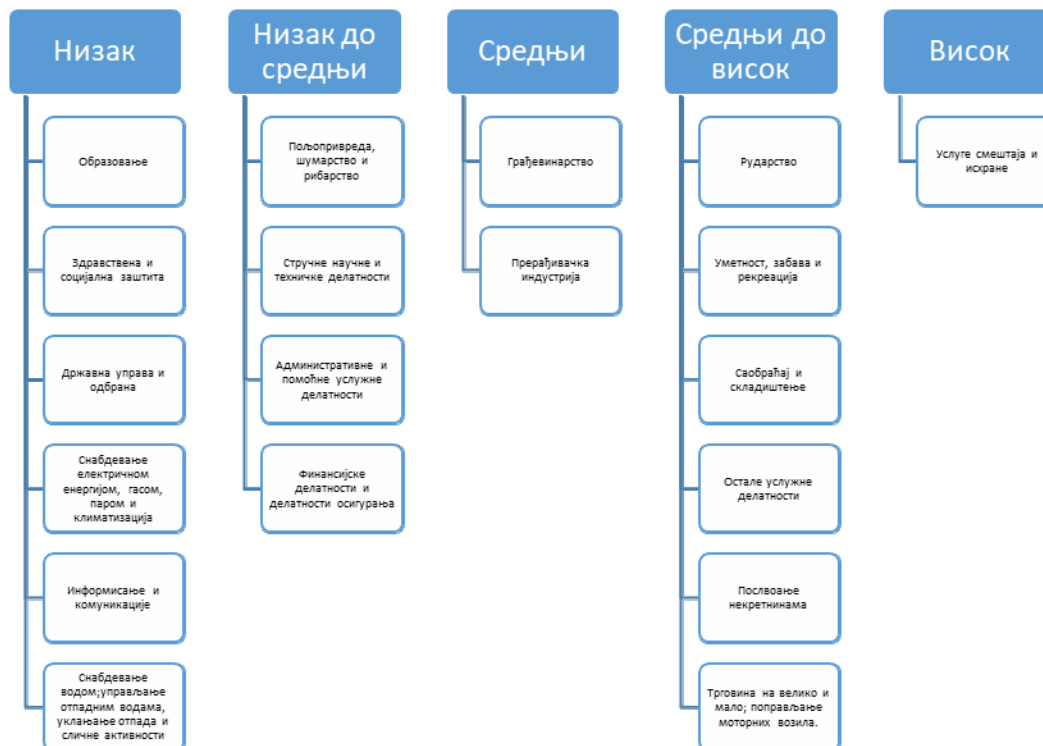 Низак
Образовање
Здравствена и
социјална заштита
Државна управа и
одбрана
Снабдевање
електричном
енергијом, гасом,
паром и
климатизација
Информисање и
комуникације
Снабдевање
водом;управљање
отпадним водама,
уклањање отпада и
сличне активности
Низак до
средњи
Пољопривреда,
шумарство и
рибарство
Стручне научне и
техничке делатности
Административне и
помоћне услужне
делатности
Финансијске
делатности и
делатности осигурања
Средњи
Грађевинарство
Прерађивачка
индустрија
Средњи до
висок
Рударство
Уметност, забава и
рекреација
Саобраћај и
складиштење
Остале услужне
делатности
Послвоање
некретнинама
Трговина на велико и
мало; поправљање
моторних возила.
Висок
Услуге смештаја и
исхране